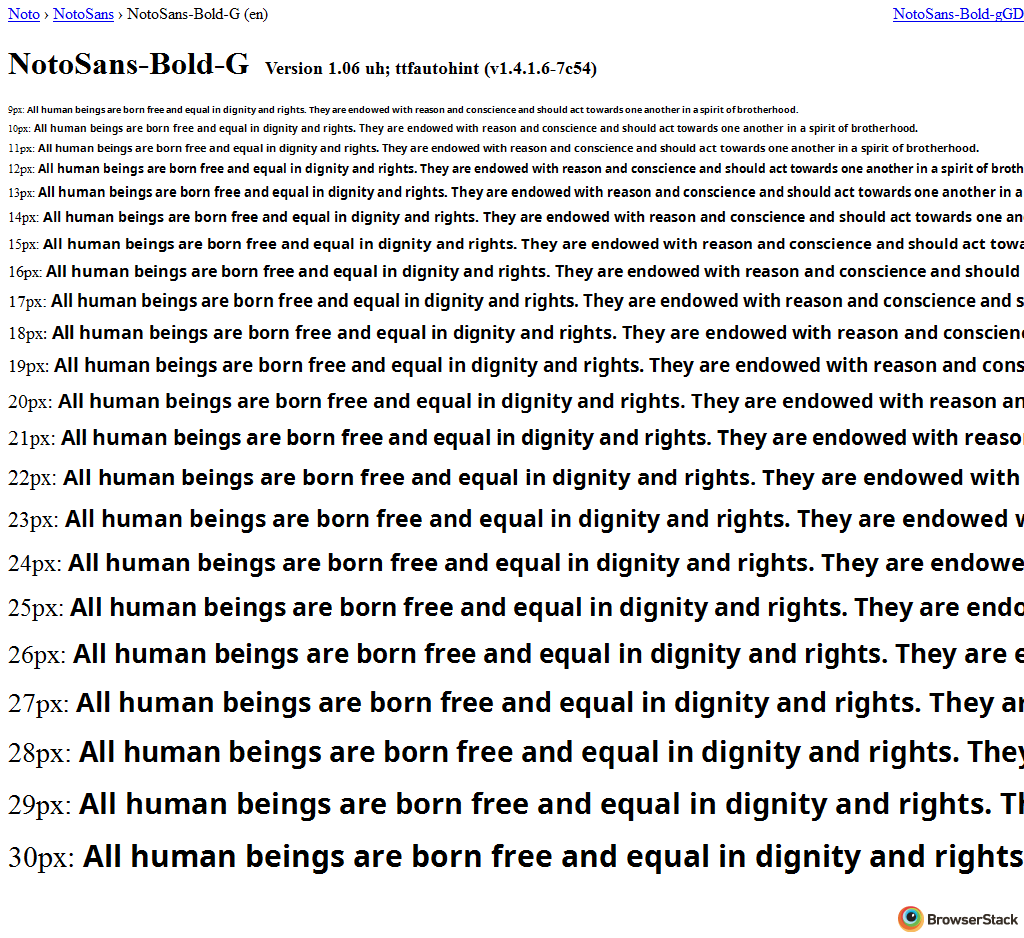 Noto › NotoSans › NotoSans-Bold-G (en) NotoSans-Bold-gGD
NotoSans-Bold-G Version 1.06 uh; ttfautohint (v1.4.1.6-7c54)
9px: All human beings are born free and equal in dignity and rights. They are endowed with reason and conscience and should act towards one another in a spirit of brotherhood.
10px: All human beings are born free and equal in dignity and rights. They are endowed with reason and conscience and should act towards one another in a spirit of brotherhood.
11px: All human beings are born free and equal in dignity and rights. They are endowed with reason and conscience and should act towards one another in a spirit of brotherhood.
12px: All human beings are born free and equal in dignity and rights. They are endowed with reason and conscience and should act towards one another in a spirit of broth
13px: All human beings are born free and equal in dignity and rights. They are endowed with reason and conscience and should act towards one another in a
14px: All human beings are born free and equal in dignity and rights. They are endowed with reason and conscience and should act towards one an
15px: All human beings are born free and equal in dignity and rights. They are endowed with reason and conscience and should act towa
16px: All human beings are born free and equal in dignity and rights. They are endowed with reason and conscience and should
17px: All human beings are born free and equal in dignity and rights. They are endowed with reason and conscience and s
18px: All human beings are born free and equal in dignity and rights. They are endowed with reason and conscien
19px: All human beings are born free and equal in dignity and rights. They are endowed with reason and cons
20px: All human beings are born free and equal in dignity and rights. They are endowed with reason an
21px: All human beings are born free and equal in dignity and rights. They are endowed with reaso
22px: All human beings are born free and equal in dignity and rights. They are endowed with
23px: All human beings are born free and equal in dignity and rights. They are endowed w
24px: All human beings are born free and equal in dignity and rights. They are endowe
25px: All human beings are born free and equal in dignity and rights. They are endo
26px: All human beings are born free and equal in dignity and rights. They are e
27px: All human beings are born free and equal in dignity and rights. They ar
28px: All human beings are born free and equal in dignity and rights. They
29px: All human beings are born free and equal in dignity and rights. Th
30px: All human beings are born free and equal in dignity and rights
BrowserStack